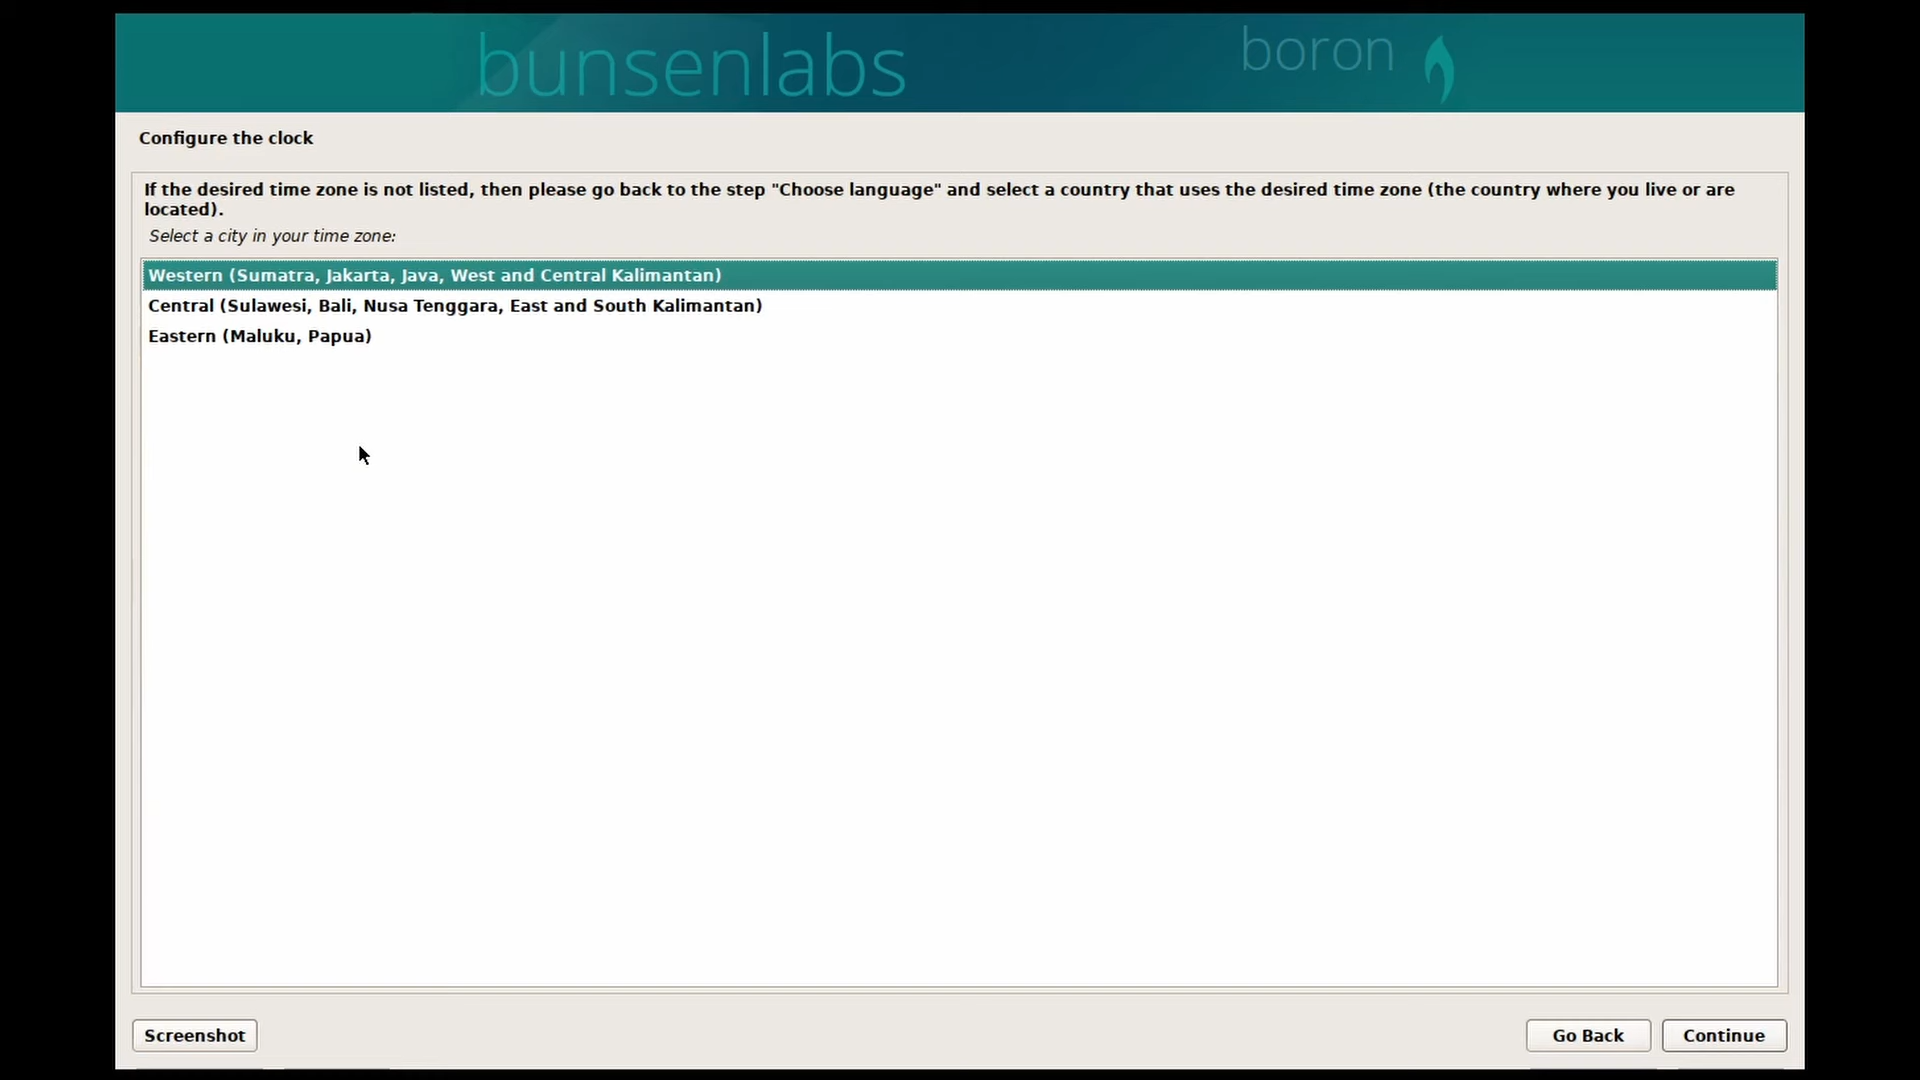 bunsenlabs
boron
Configure the clock
If the desired time zone is not listed, then please go back to the step "Choose language" and select a country that uses the desired time zone (the country where you live or are
located).
Select a city in your time zone:
Western (Sumatra, Jakarta, Java, West and Central Kalimantan)
Central (Sulawesi, Bali, Nusa Tenggara, East and South Kalimantan)
Eastern (Maluku, Papua)
Screenshot
Go Back
Continue